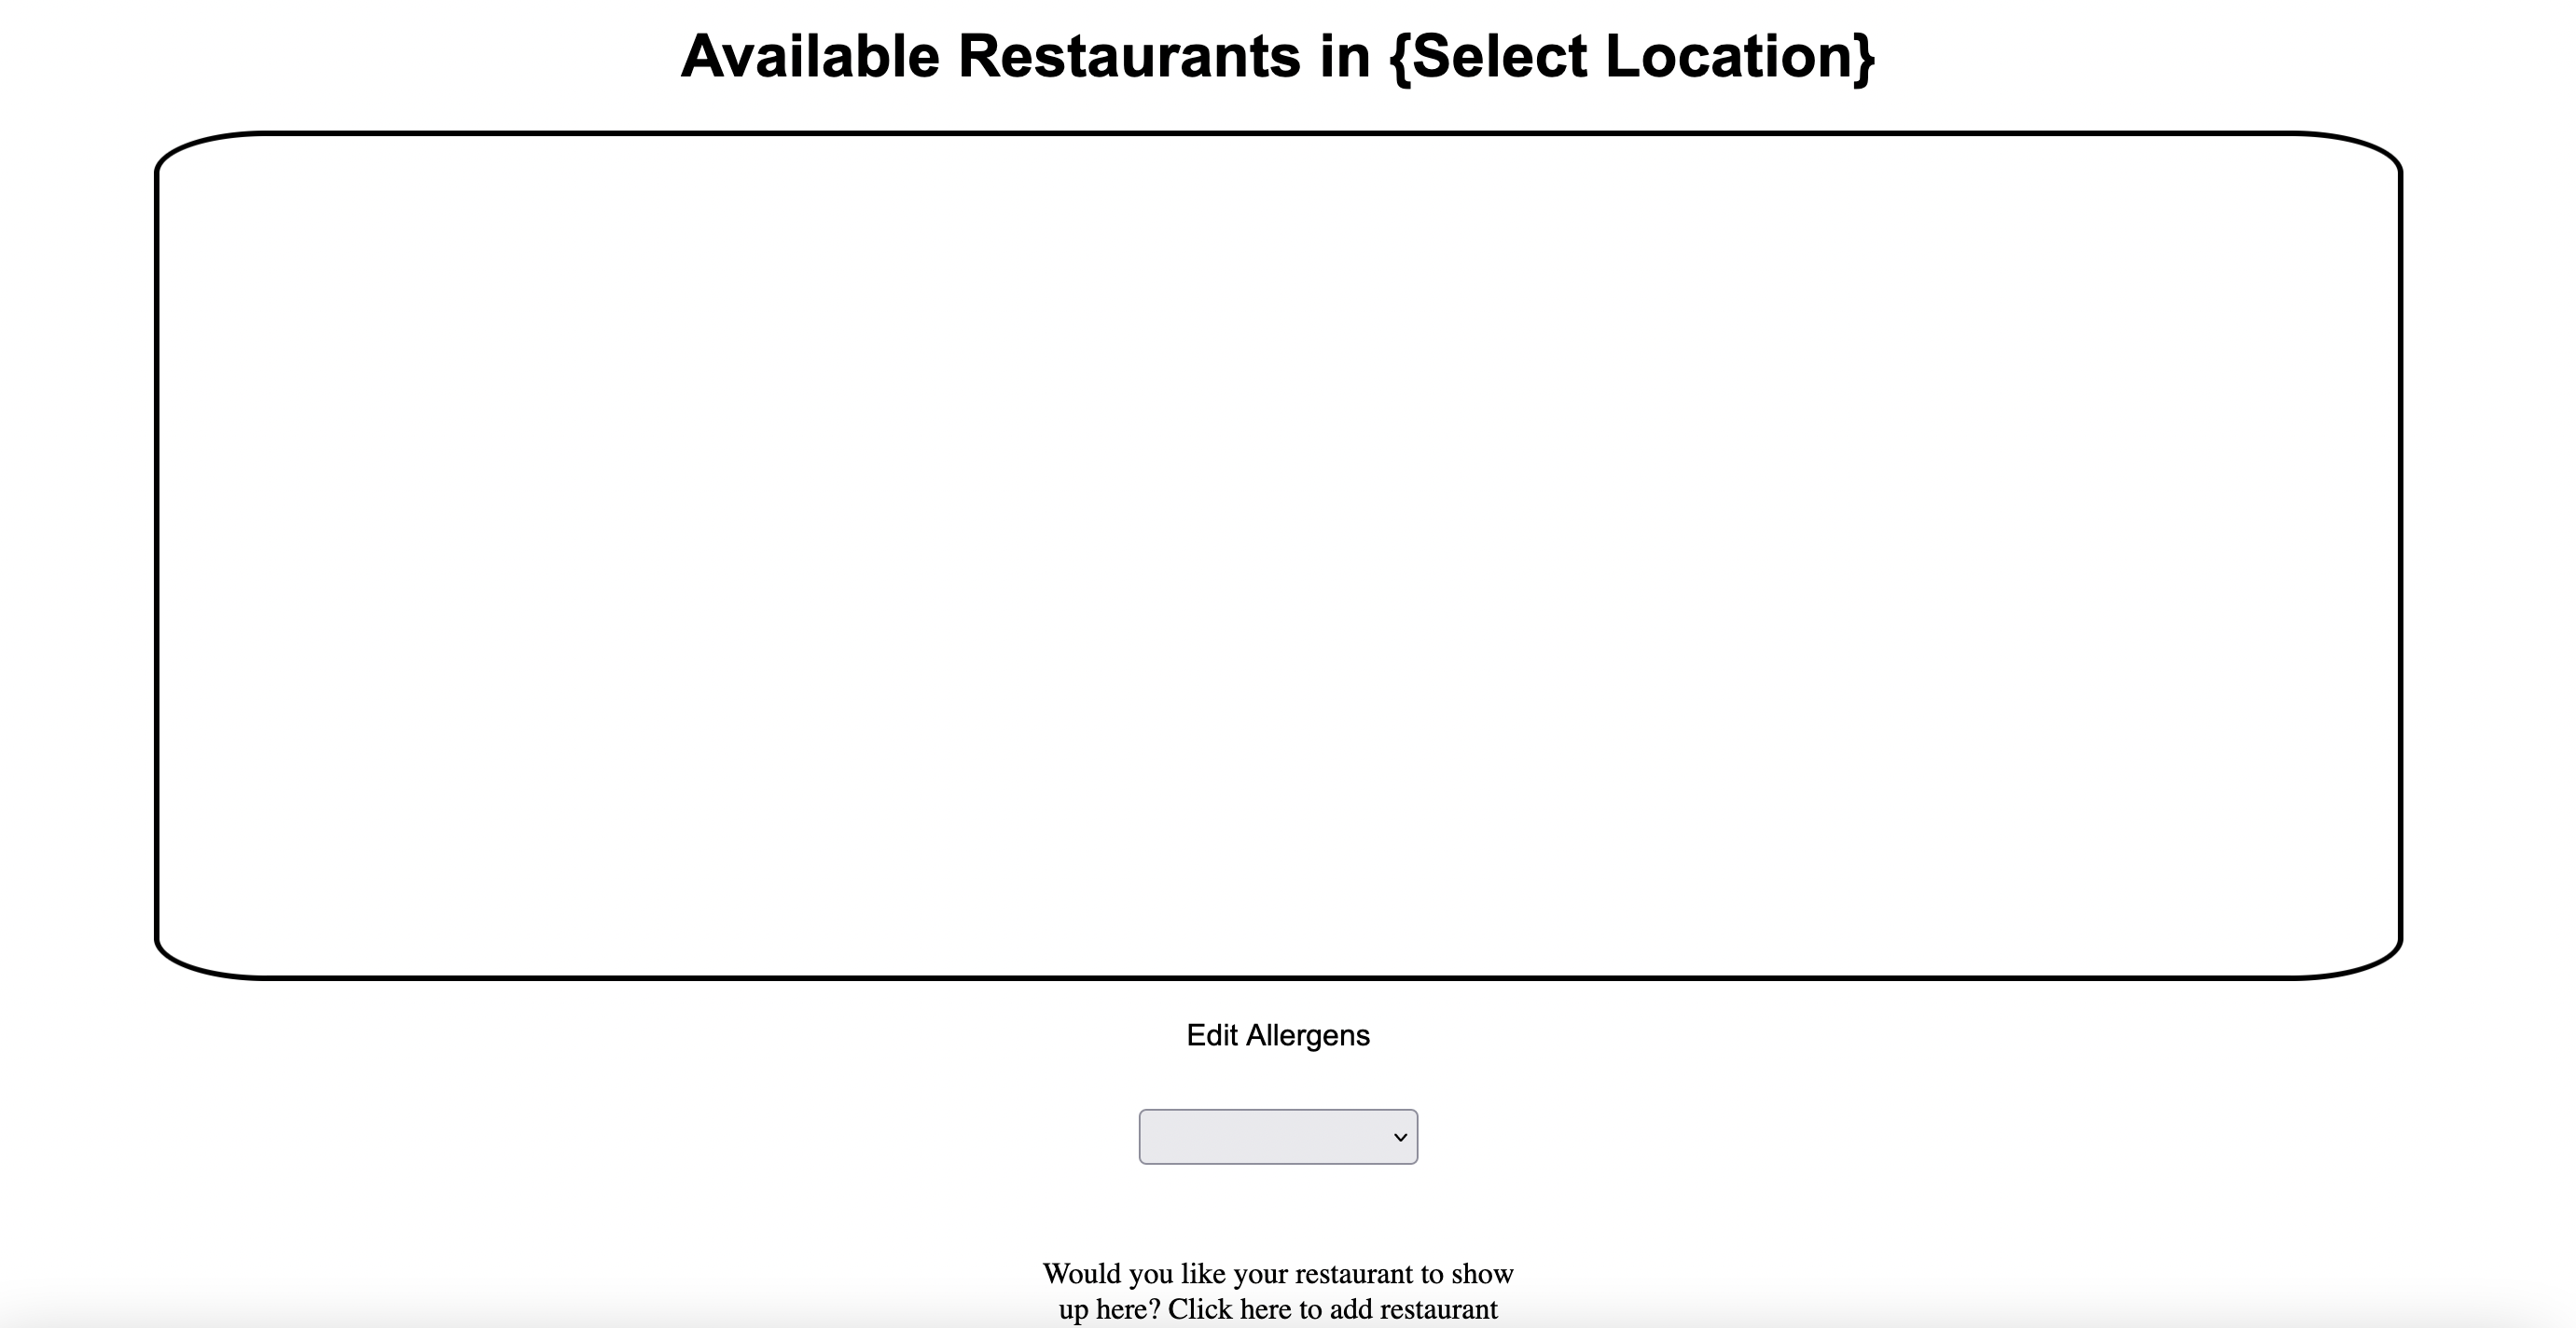 Available Restaurants in {Select Location}
Edit Allergens
Would you like your restaurant to show
up here? Click here to add restaurant